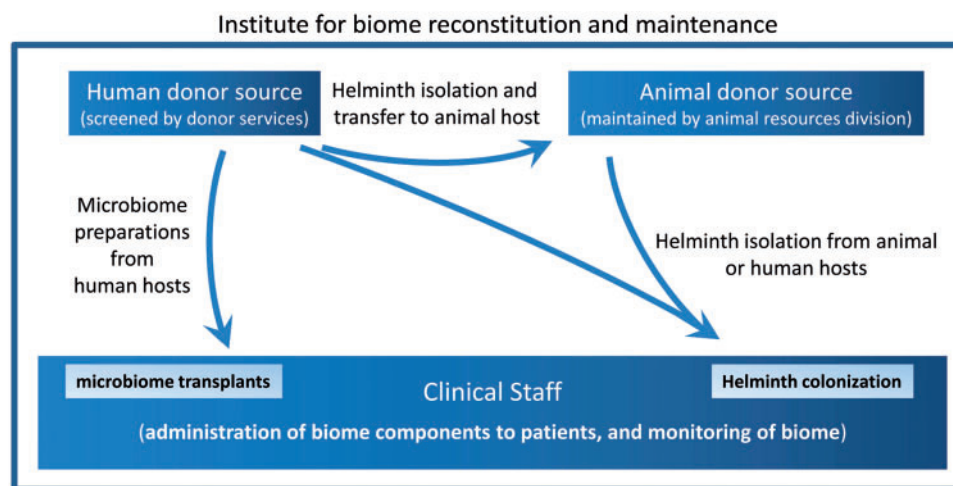 Institute for biome reconstitution and maintenance
Human donor source
(screened by donor services)
Helminth isolation and
transfer to animal host
Animal donor source
(maintained by animal resources division)
Microbiome
preparations
from
human hosts
Helminth isolation from animal
or human hosts
microbiome transplants
Clinical Staff
Helminth colonization
(administration of biome components to patients, and monitoring of biome)